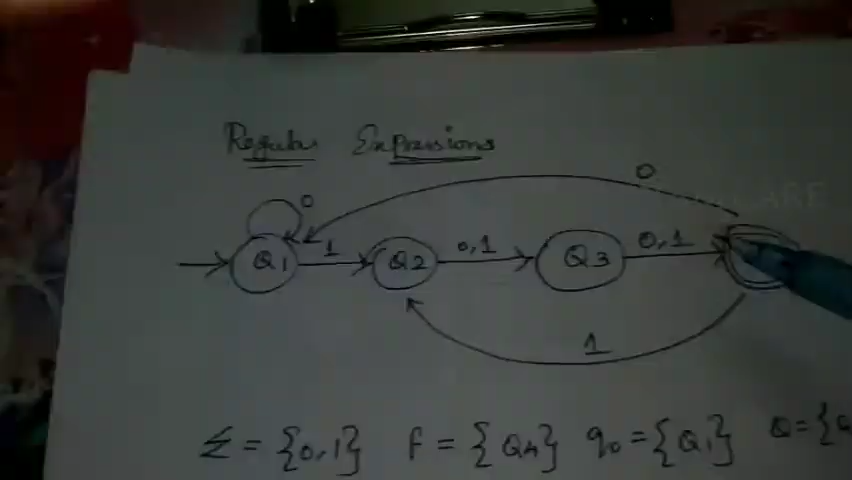 Regular Expressions
0
0
1
0,1
0,1
Q1
Q2
Q3
1
Σ = {0,1} F = {Q4} q0 = {Q1} Q = {